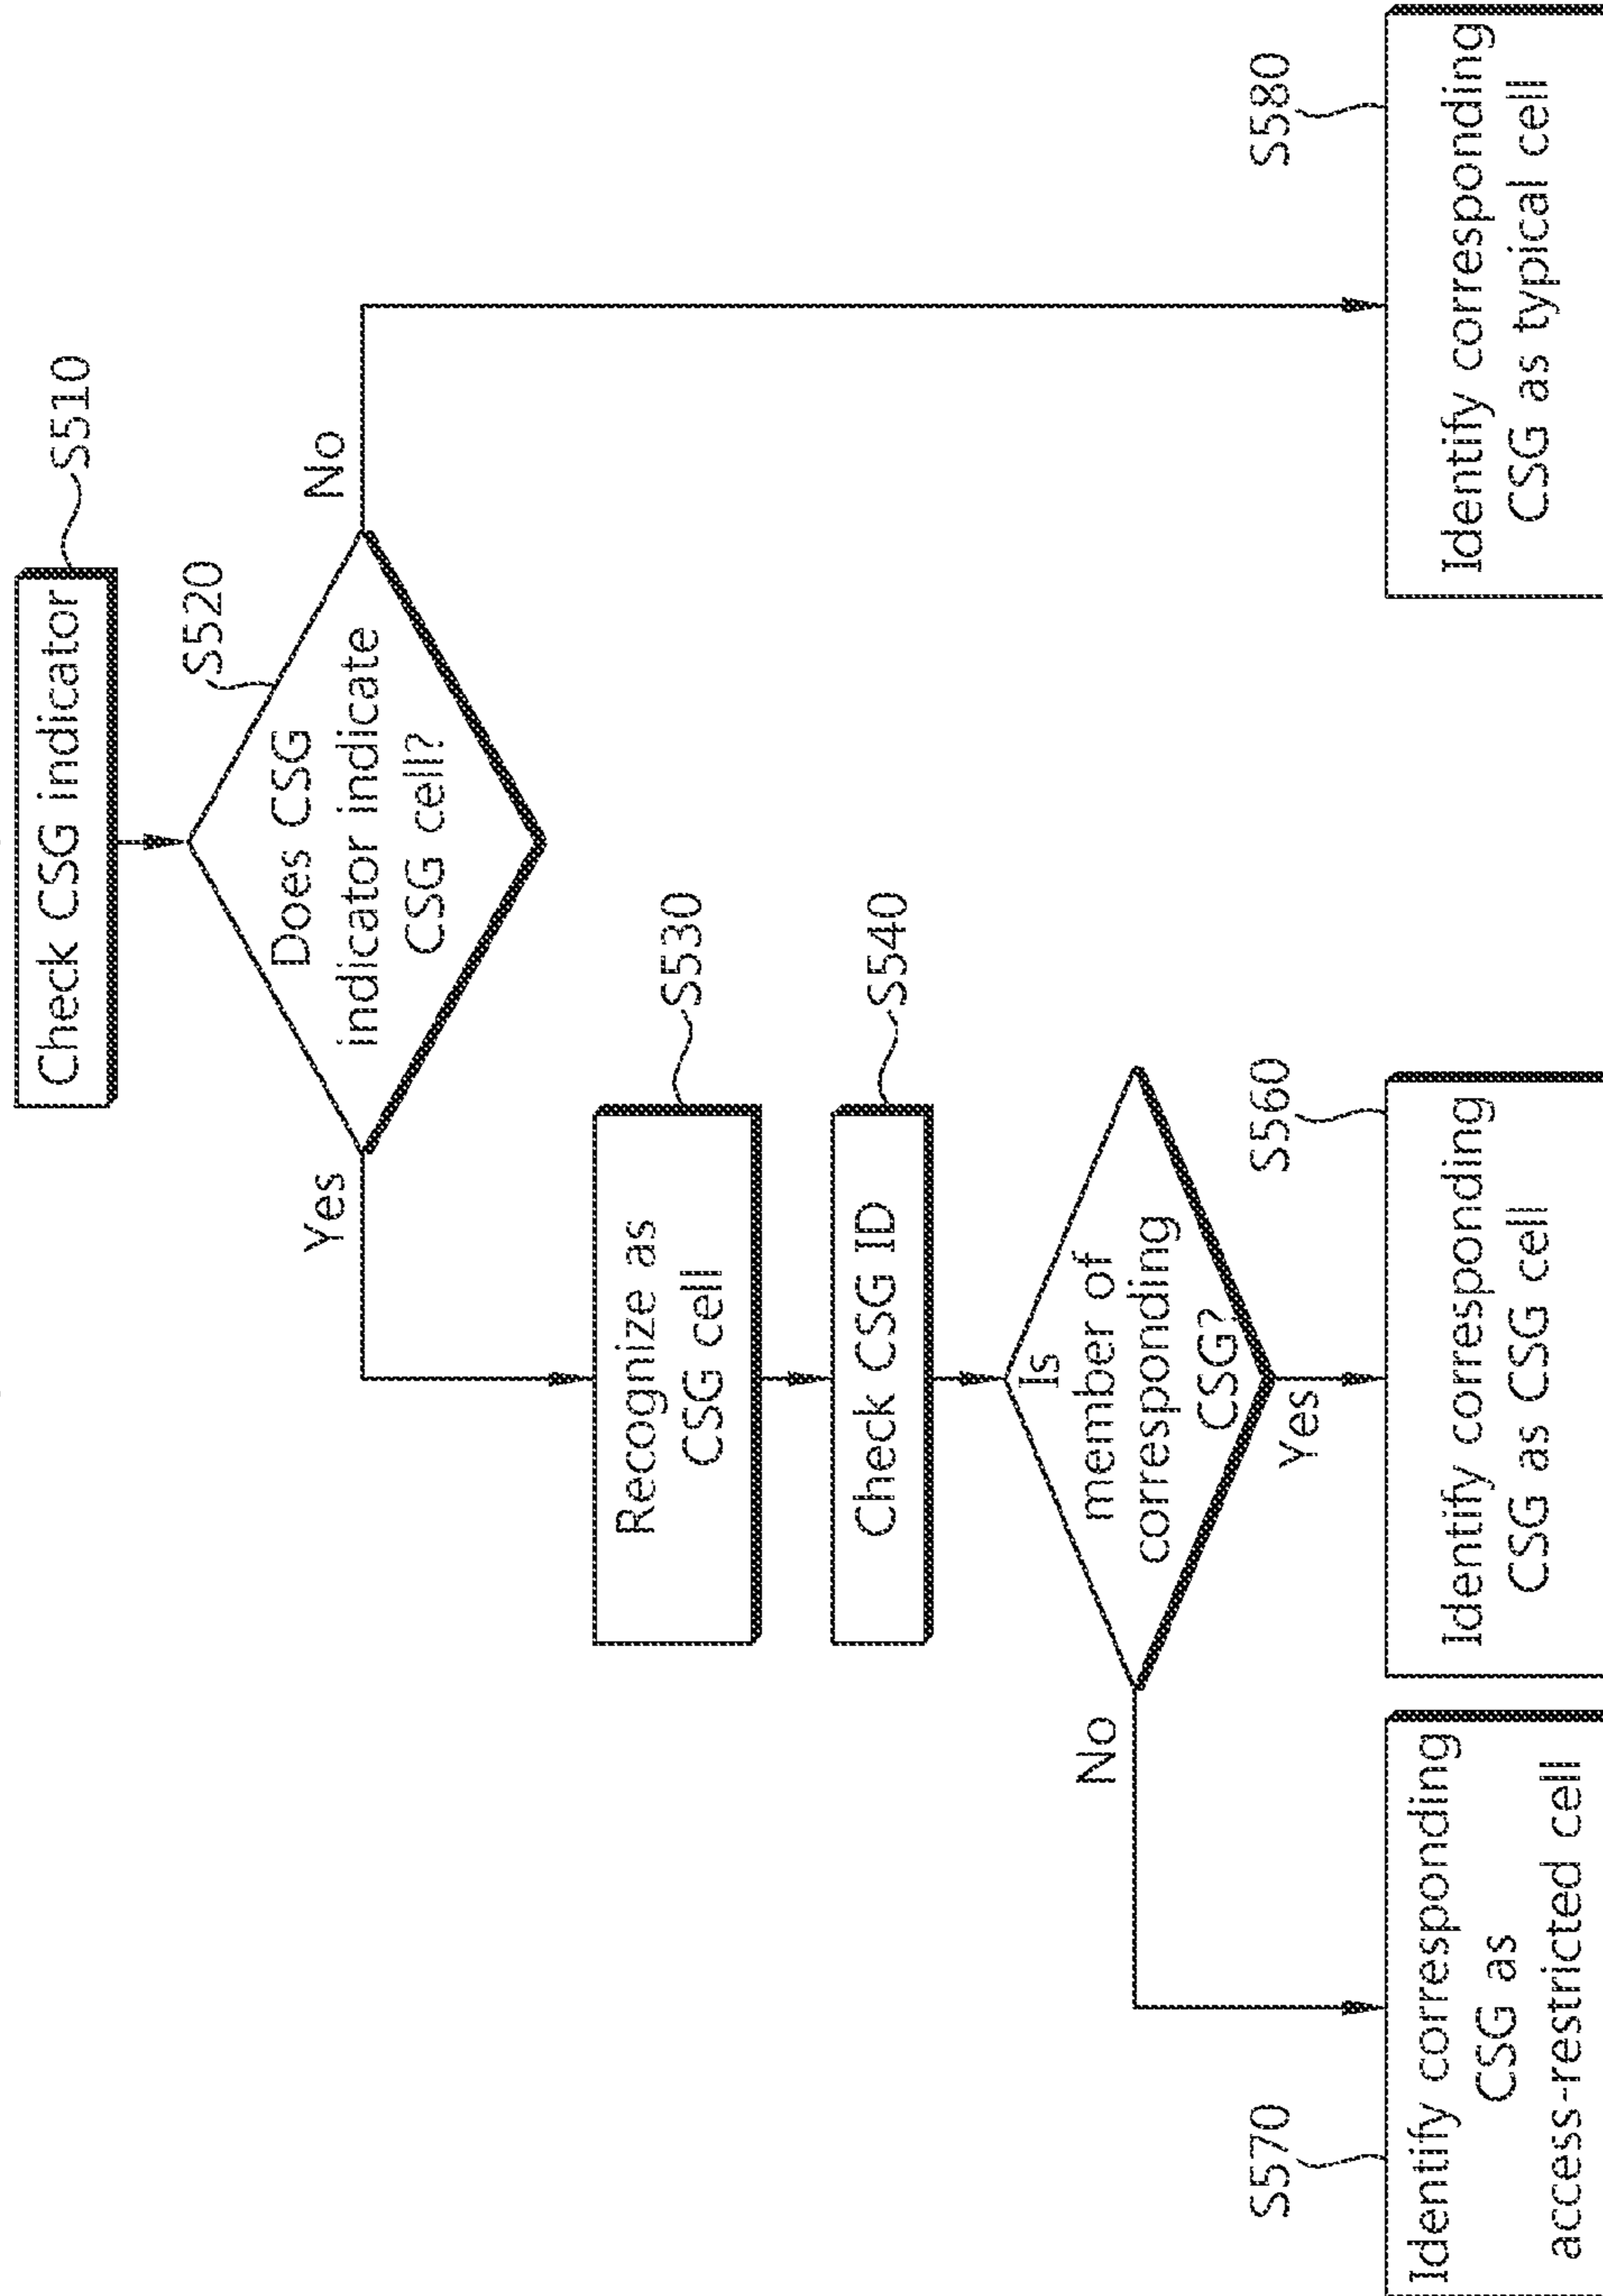 Check CSG indicator
S510
S520
Does CSG
indicator indicate
CSG cell?
Yes
No
Recognize as
CSG cell
S530
Check CSG ID
S540
Is
member of
corresponding
CSG?
No
Yes
S570
Identify corresponding
CSG as
access-restricted cell
S560
Identify corresponding
CSG as CSG cell
S580
Identify corresponding
CSG as typical cell